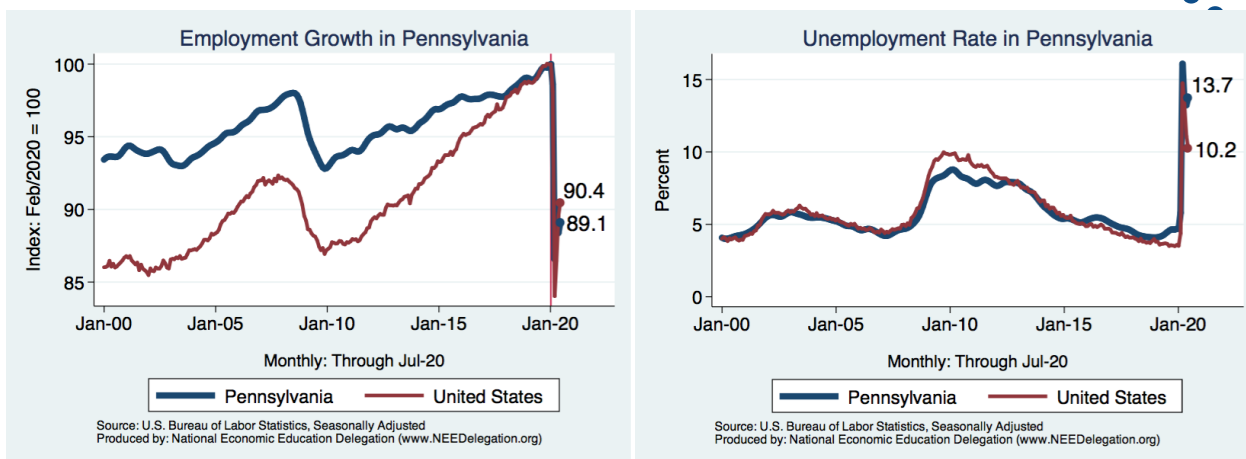 Employment Growth in Pennsylvania
Index: Feb/2020 = 100
100
95
90
85
90.4
89.1
Jan-00 Jan-05 Jan-10 Jan-15 Jan-20
Monthly: Through Jul-20
Pennsylvania United States
Source: U.S. Bureau of Labor Statistics, Seasonally Adjusted
Produced by: National Economic Education Delegation (www.NEEDelegation.org)
Unemployment Rate in Pennsylvania
Percent
15
10
5
0
13.7
10.2
Jan-00 Jan-05 Jan-10 Jan-15 Jan-20
Monthly: Through Jul-20
Pennsylvania United States
Source: U.S. Bureau of Labor Statistics, Seasonally Adjusted
Produced by: National Economic Education Delegation (www.NEEDelegation.org)